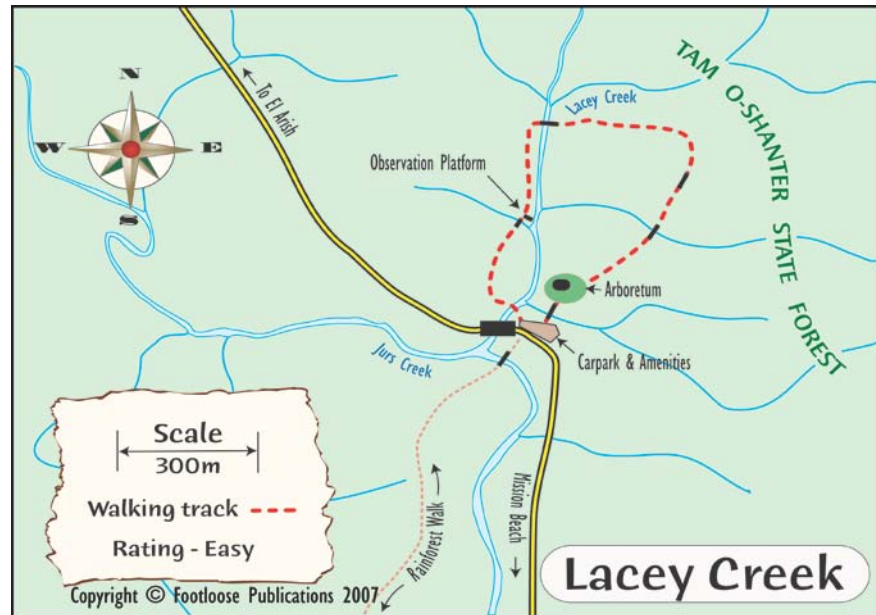 N
W
E
S
To El Arish
Lacey Creek
TAM O-SHANTER STATE FOREST
Observation Platform
Arboretum
Carpark & Amenities
Jurs Creek
Scale
300m
Walking track
Rating - Easy
Rainforest Walk
Mission Beach
Copyright © Footloose Publications 2007
Lacey Creek